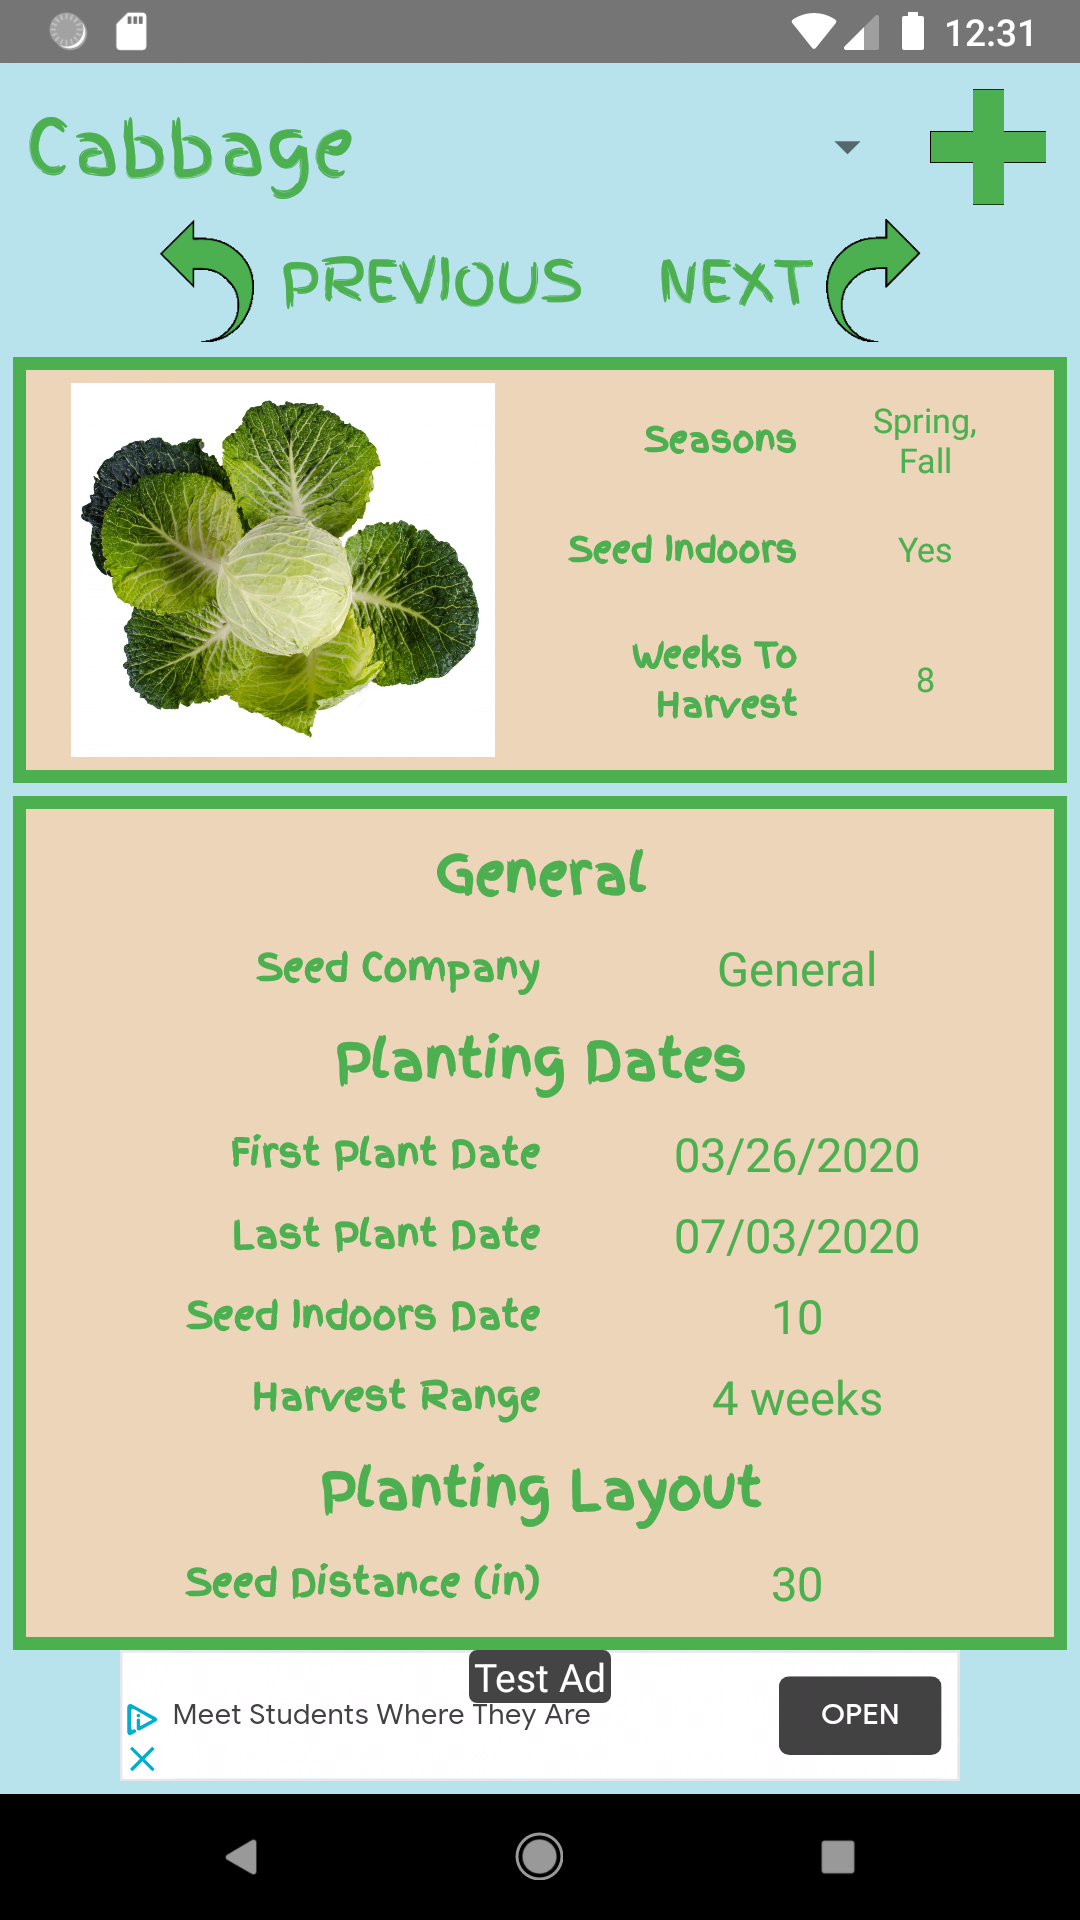 12:31
Cabbage
PREVIOUS NEXT
Seasons
Spring,
Fall
Seed Indoors
Yes
Weeks To
Harvest
8
General
Seed Company General
Planting Dates
First Plant Date 03/26/2020
Last Plant Date 07/03/2020
Seed Indoors Date 10
Harvest Range 4 weeks
Planting Layout
Seed Distance (in) 30
Test Ad
Meet Students Where They Are
OPEN